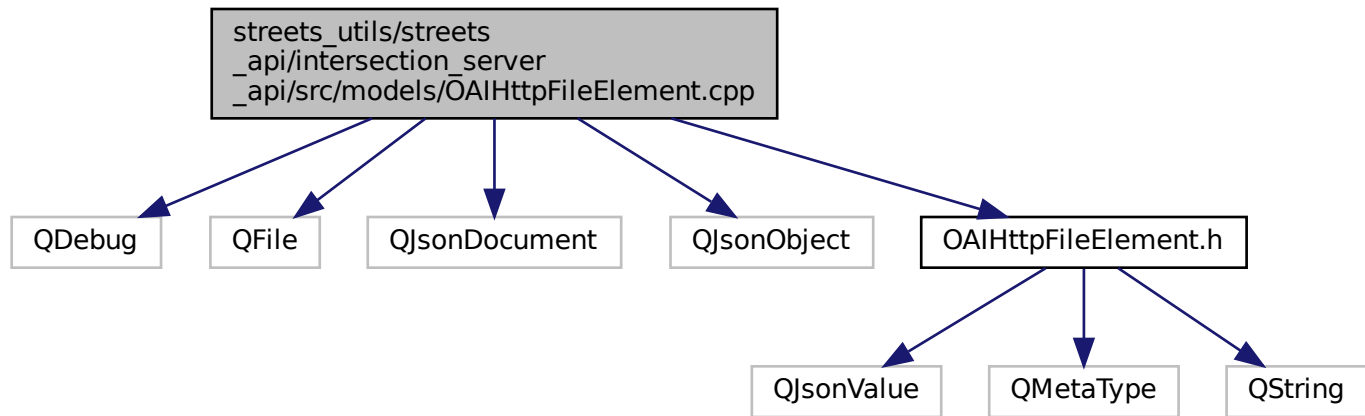 streets_utils/streets
_api/intersection_server
_api/src/models/OAIHttpFileElement.cpp
QDebug
QFile
QJsonDocument
QJsonObject
OAIHttpFileElement.h
QJsonValue
QMetaType
QString